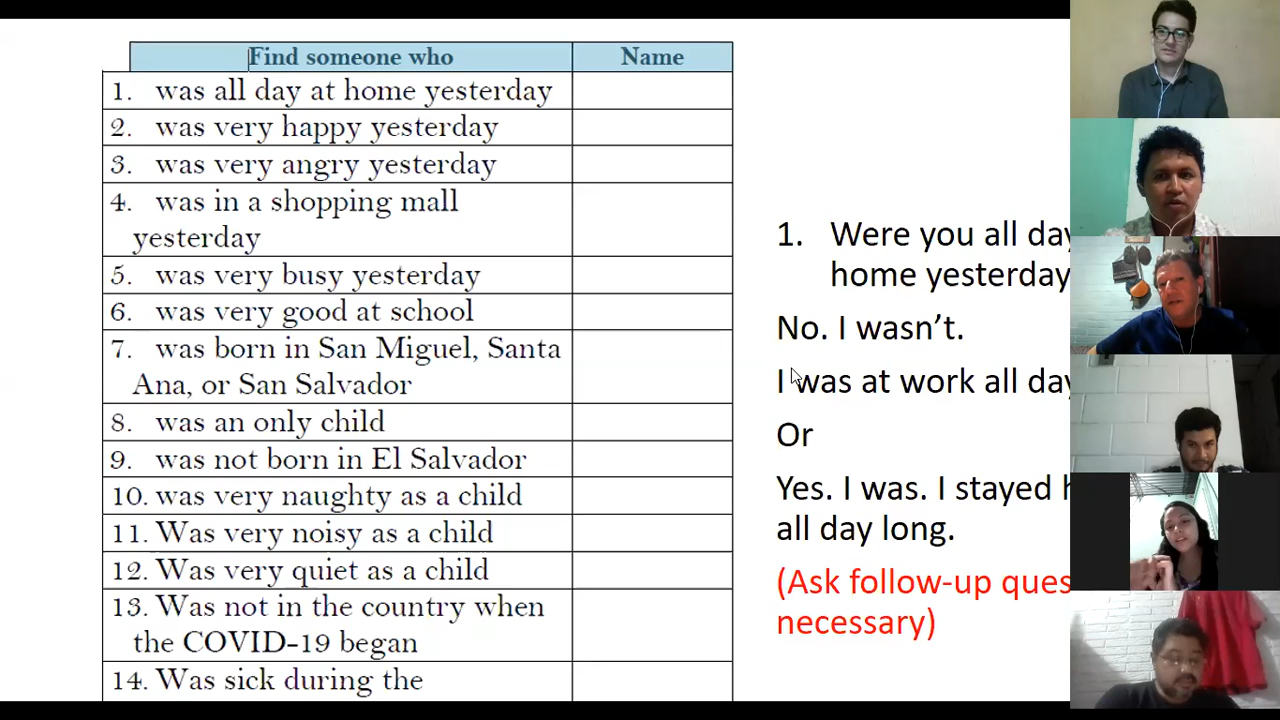 Find someone who Name
1. was all day at home yesterday
2. was very happy yesterday
3. was very angry yesterday
4. was in a shopping mall
yesterday
5. was very busy yesterday
6. was very good at school
7. was born in San Miguel, Santa
Ana, or San Salvador
8. was an only child
9. was not born in El Salvador
10. was very naughty as a child
11. Was very noisy as a child
12. Was very quiet as a child
13. Was not in the country when
the COVID-19 began
14. Was sick during the
1. Were you all day
home yesterday
No. I wasn’t.
I was at work all day
Or
Yes. I was. I stayed
all day long.
(Ask follow-up ques
necessary)